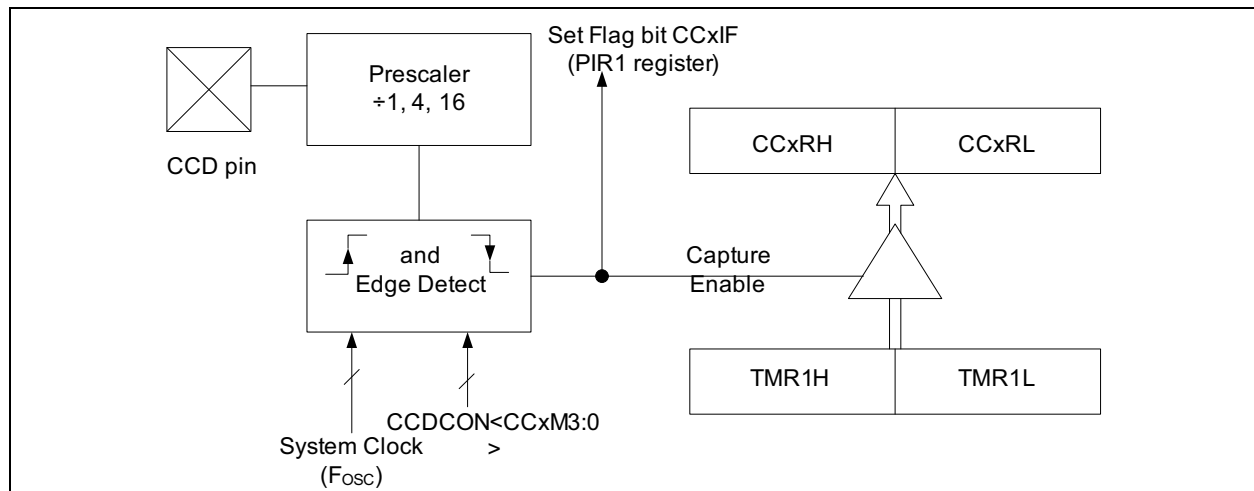 Set Flag bit CCxIF
(PIR1 register)
Prescaler
÷1, 4, 16
CCxRH
CCxRL
CCD pin
and
Edge Detect
Capture
Enable
TMR1H
TMR1L
CCDCON<CCxM3:0
>
System Clock
(FOSC)